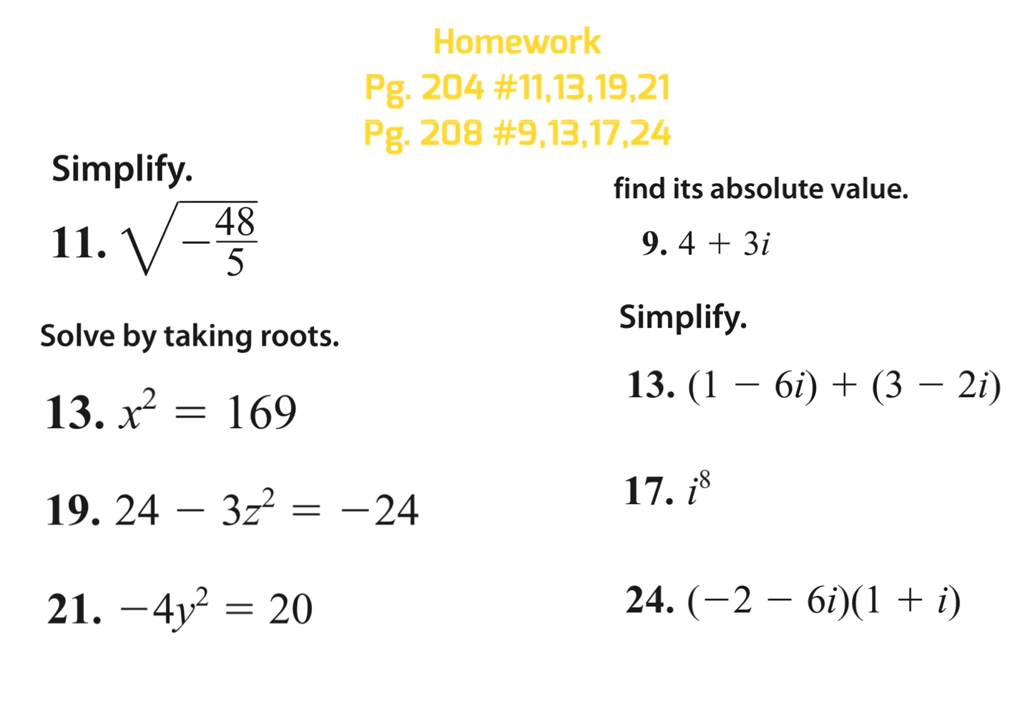 Homework
Pg. 204 #11,13,19,21
Pg. 208 #9,13,17,24
Simplify.
11. √(−48/5)
Solve by taking roots.
13. x² = 169
19. 24 − 3z² = −24
21. −4y² = 20
find its absolute value.
9. 4 + 3i
Simplify.
13. (1 − 6i) + (3 − 2i)
17. i⁸
24. (−2 − 6i)(1 + i)